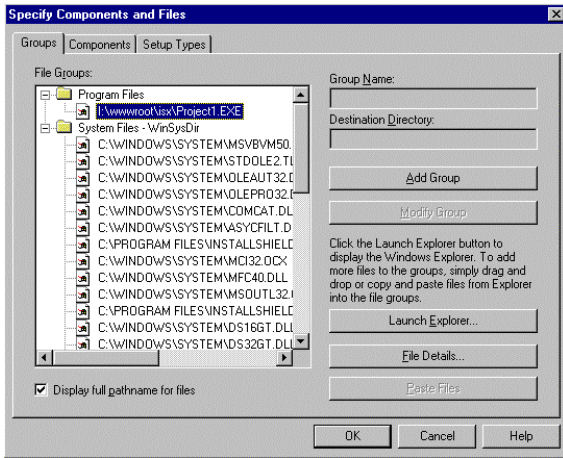 Specify Components and Files
Groups
Components
Setup Types
File Groups:
Program Files
I:\wwwroot\isx\Project1.EXE
System Files - WinSysDir
C:\WINDOWS\SYSTEM\MSVBVM50.
C:\WINDOWS\SYSTEM\STDOLE2.TL
C:\WINDOWS\SYSTEM\OLEAUT32.D
C:\WINDOWS\SYSTEM\OLEPRO32.D
C:\WINDOWS\SYSTEM\COMCAT.DLL
C:\WINDOWS\SYSTEM\ASYCFILT.D
C:\PROGRAM FILES\INSTALLSHIELD
C:\WINDOWS\SYSTEM\MCI32.OCX
C:\WINDOWS\SYSTEM\MFC40.DLL
C:\WINDOWS\SYSTEM\MSOUTL32.
C:\PROGRAM FILES\INSTALLSHIELD
C:\WINDOWS\SYSTEM\DS16GT.DLL
C:\WINDOWS\SYSTEM\DS32GT.DLL
Display full pathname for files
Group Name:
Destination Directory:
Add Group
Modify Group
Click the Launch Explorer button to
display the Windows Explorer. To add
more files to the groups, simply drag and
drop or copy and paste files from Explorer
into the file groups.
Launch Explorer...
File Details...
Paste Files
OK
Cancel
Help